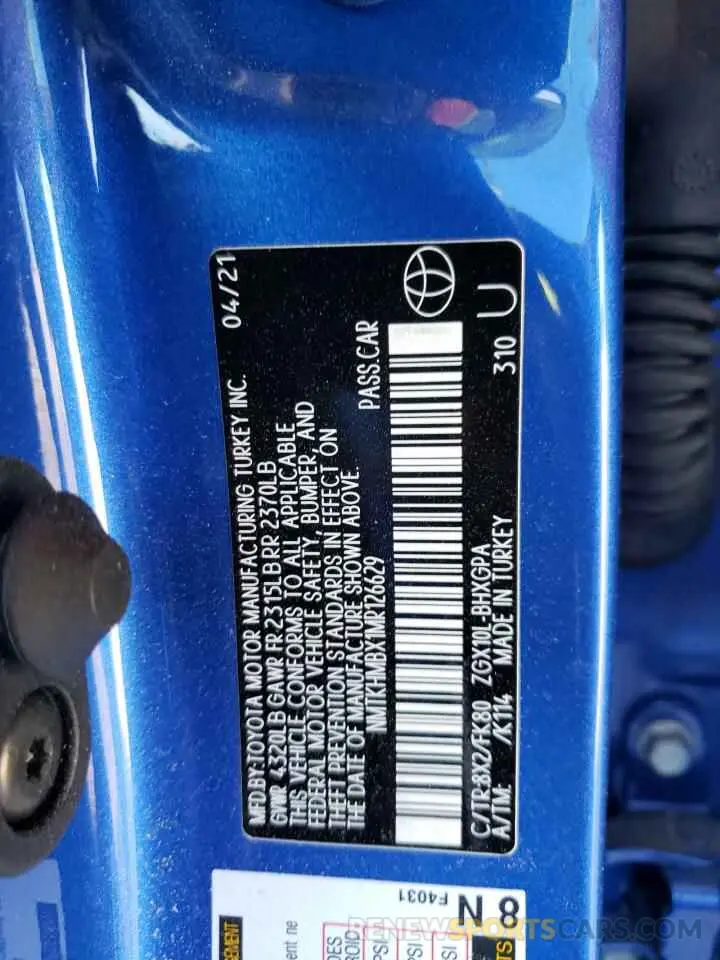 MFD.BY:TOYOTA MOTOR MANUFACTURING TURKEY INC. 04/21
GVWR 4320LB GAWR FR 2315LB RR 2370LB
THIS VEHICLE CONFORMS TO ALL APPLICABLE
FEDERAL MOTOR VEHICLE SAFETY, BUMPER, AND
THEFT PREVENTION STANDARDS IN EFFECT ON
THE DATE OF MANUFACTURE SHOWN ABOVE.
NMTKHMBX1MR126629 PASS.CAR
C/TR:8X2/FK80 ZGX10L-BHXGPA 310 U
A/TM: /K114 MADE IN TURKEY
F4031
N
8
RENEWSPORTSCARS.COM